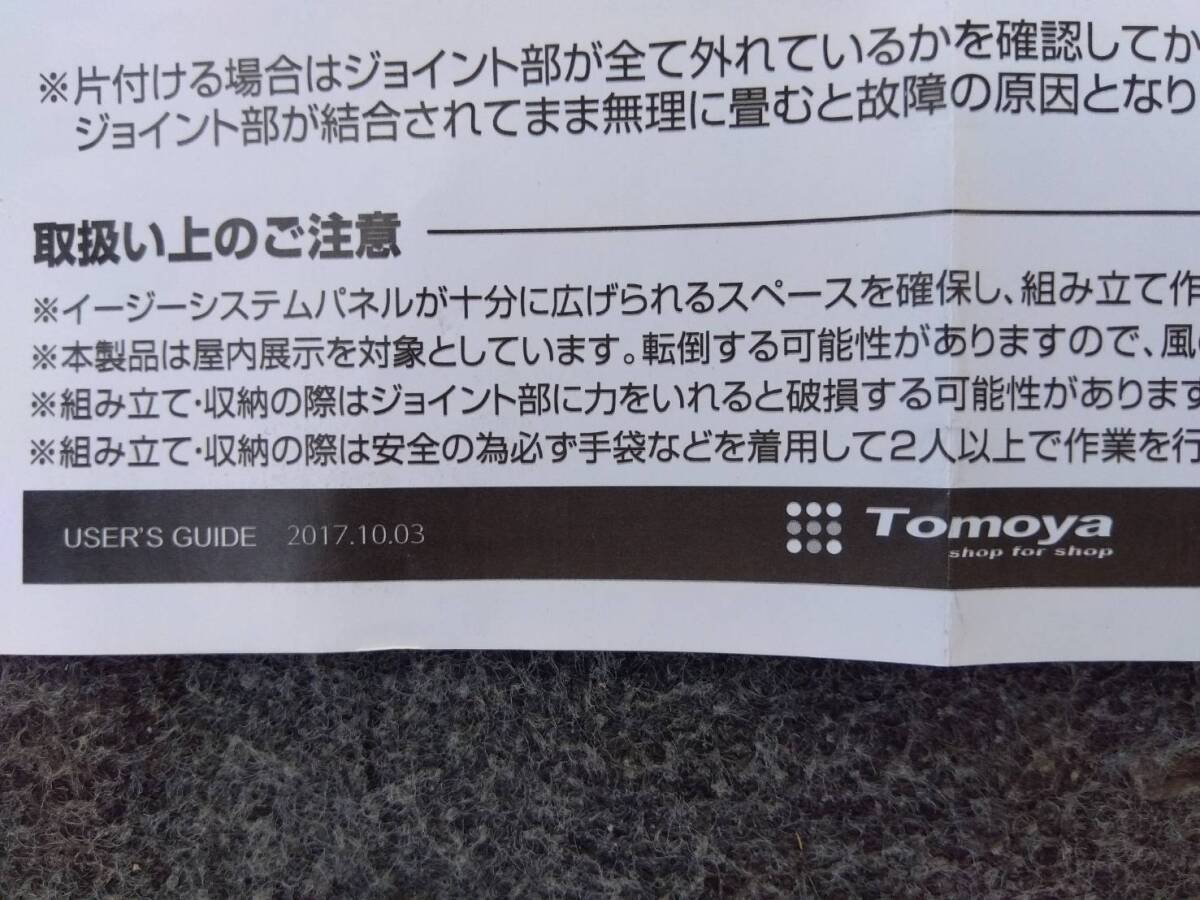 ※片付ける場合はジョイント部が全て外れているかを確認してか
ジョイント部が結合されてまま無理に畳むと故障の原因となり
取扱い上のご注意
※イージーシステムパネルが十分に広げられるスペースを確保し、組み立て作
※本製品は屋内展示を対象としています。転倒する可能性がありますので、風の
※組み立て・収納の際はジョイント部に力をいれると破損する可能性があります
※組み立て・収納の際は安全の為必ず手袋などを着用して2人以上で作業を行
USER'S GUIDE 2017.10.03
Tomoya
shop for shop